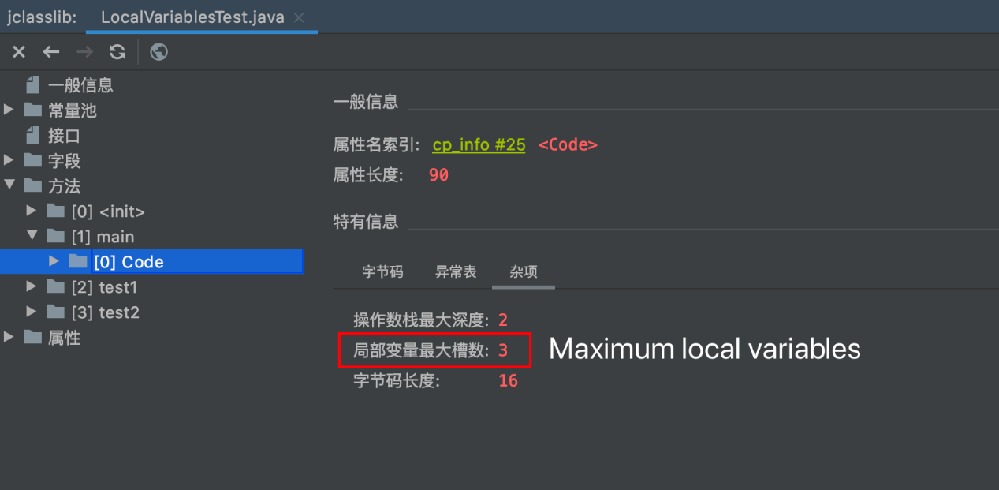 jclasslib: LocalVariablesTest.java
一般信息
常量池
接口
字段
方法
[0] <init>
[1] main
[0] Code
[2] test1
[3] test2
属性
一般信息
属性名索引: cp_info #25 <Code>
属性长度: 90
特有信息
字节码 异常表 杂项
操作数栈最大深度: 2
局部变量最大槽数: 3 Maximum local variables
字节码长度: 16